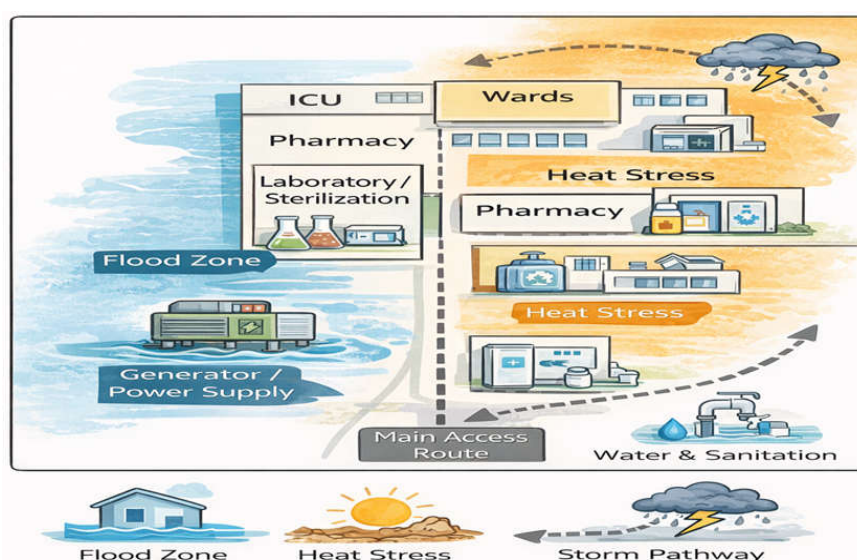 ICU
Wards
Pharmacy
Laboratory/
Sterilization
Heat Stress
Pharmacy
Flood Zone
Heat Stress
Generator /
Power Supply
Main Access
Route
Water & Sanitation
Flood Zone
Heat Stress
Storm Pathway